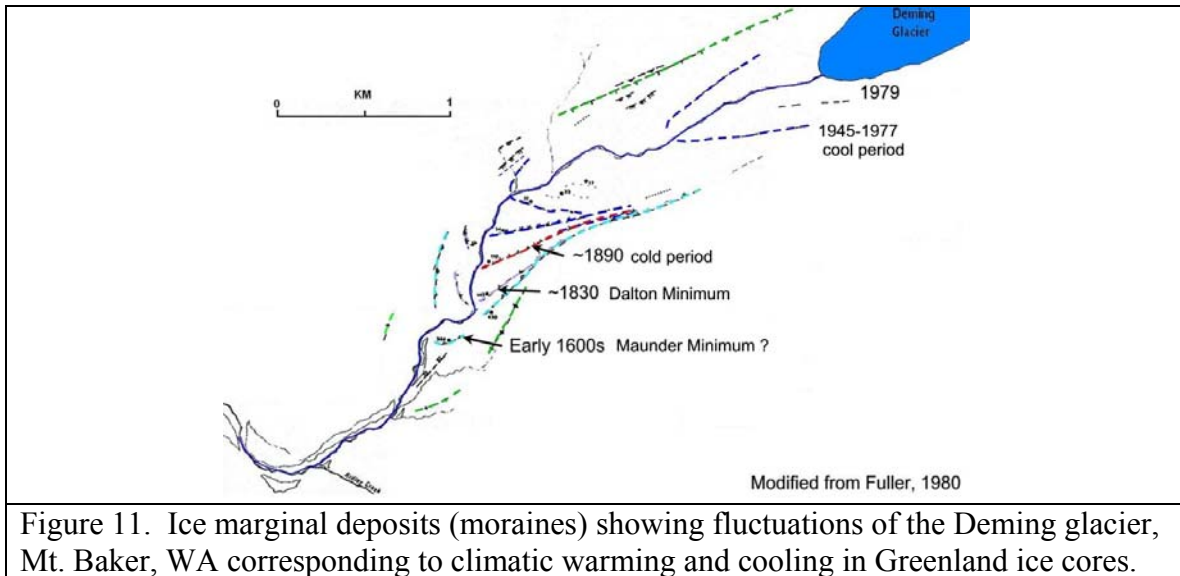 Deming
Glacier
KM
0
1
1979
1945-1977
cool period
~1890 cold period
~1830 Dalton Minimum
Early 1600s Maunder Minimum ?
Ridley Creek
Modified from Fuller, 1980
Figure 11. Ice marginal deposits (moraines) showing fluctuations of the Deming glacier,
Mt. Baker, WA corresponding to climatic warming and cooling in Greenland ice cores.